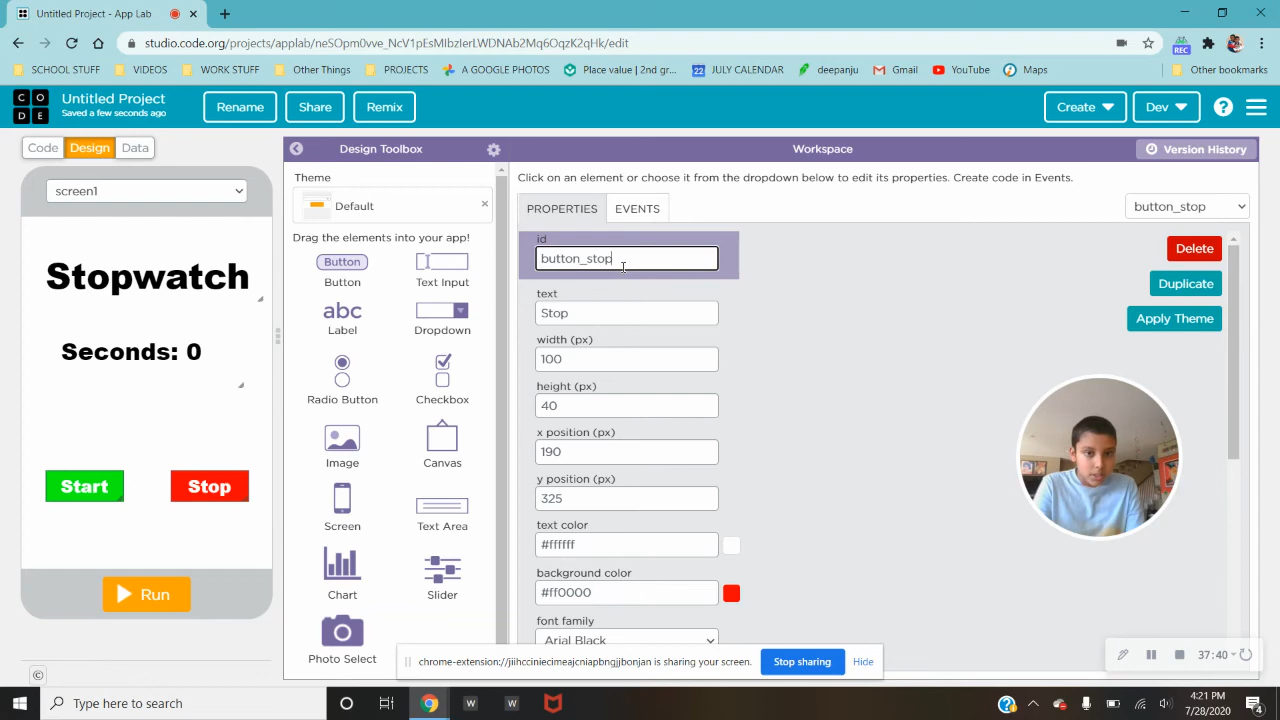 Untitled Project - App Lab
studio.code.org/projects/applab/neSOpm0vve_NcV1pEsMIbzIerLWDNAb2Mq6OqzK2qHk/edit
REC
SCHOOL STUFF
VIDEOS
WORK STUFF
Other Things
PROJECTS
A GOOGLE PHOTOS
Place value | 2nd gr...
22
JULY CALENDAR
deepanju
Gmail
YouTube
Maps
Other bookmarks
C O
D E
Untitled Project
Saved a few seconds ago
Rename
Share
Remix
Create
Dev
?
Code
Design
Data
Design Toolbox
Workspace
Version History
screen1
Stopwatch
Seconds: 0
Start
Stop
Run
©
Theme
Default
Drag the elements into your app!
Button
Button
Text Input
abc
Label
Dropdown
Radio Button
Checkbox
Image
Canvas
Screen
Text Area
Chart
Slider
Photo Select
Click on an element or choose it from the dropdown below to edit its properties. Create code in Events.
PROPERTIES
EVENTS
button_stop
id
button_stop
Delete
Duplicate
Apply Theme
text
Stop
width (px)
100
height (px)
40
x position (px)
190
y position (px)
325
text color
#ffffff
background color
#ff0000
font family
Arial Black
chrome-extension://jiihcciniecimeajcniapbngjjbonjan is sharing your screen.
Stop sharing
Hide
37:40
Type here to search
W
W
?
4:21 PM
7/28/2020
4